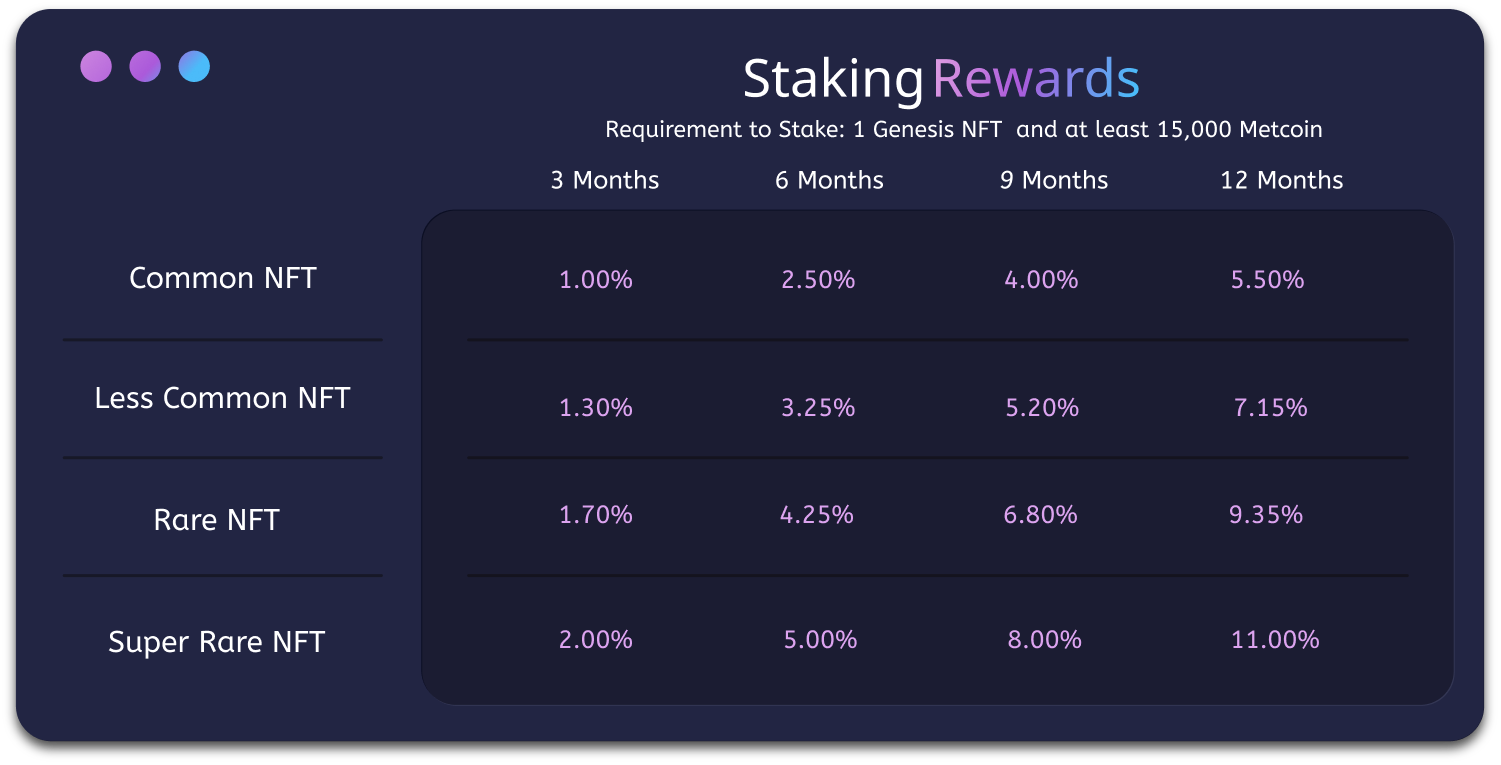 Staking Rewards
Requirement to Stake: 1 Genesis NFT and at least 15,000 Metcoin
3 Months 6 Months 9 Months 12 Months
Common NFT 1.00% 2.50% 4.00% 5.50%
Less Common NFT 1.30% 3.25% 5.20% 7.15%
Rare NFT 1.70% 4.25% 6.80% 9.35%
Super Rare NFT 2.00% 5.00% 8.00% 11.00%